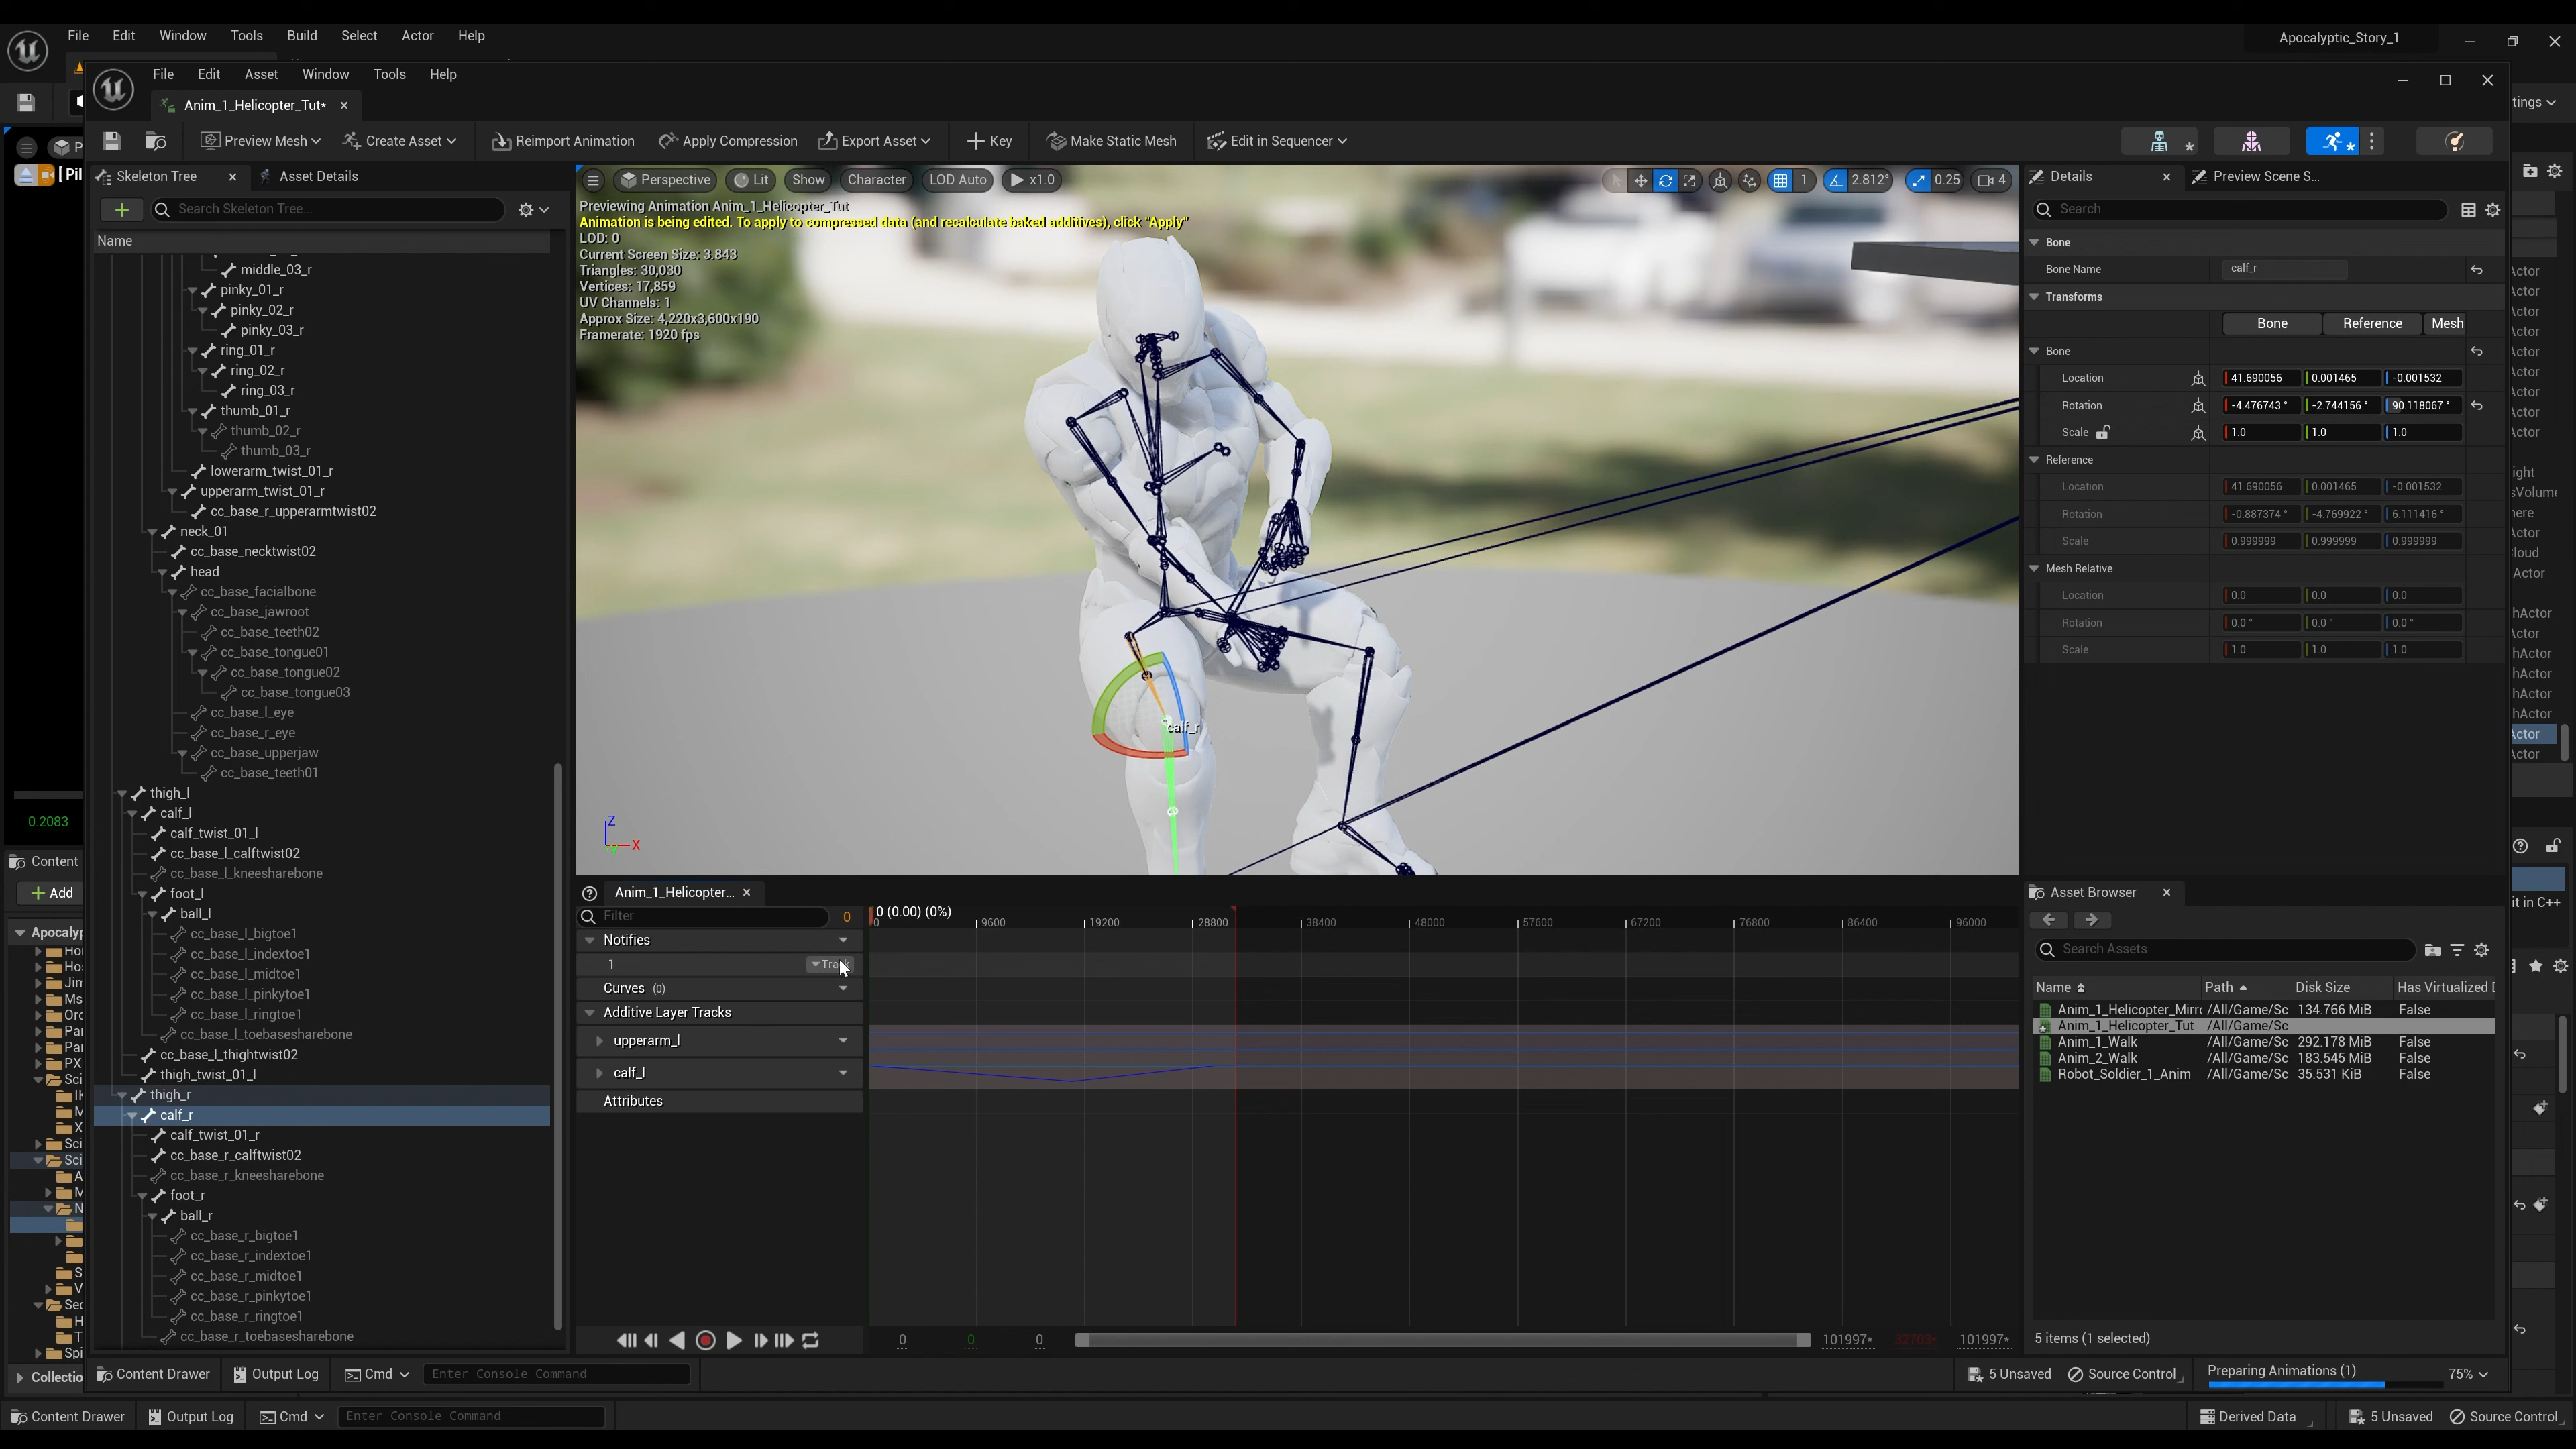 File Edit Window Tools Build Select Actor Help
Apocalyptic_Story_1
File Edit Asset Window Tools Help
Anim_1_Helicopter_Tut*
Preview Mesh Create Asset Reimport Animation Apply Compression Export Asset Key Make Static Mesh Edit in Sequencer
tings
Skeleton Tree Asset Details
Search Skeleton Tree...
Name
middle_03_r
pinky_01_r
pinky_02_r
pinky_03_r
ring_01_r
ring_02_r
ring_03_r
thumb_01_r
thumb_02_r
thumb_03_r
lowerarm_twist_01_r
upperarm_twist_01_r
cc_base_r_upperarmtwist02
neck_01
cc_base_necktwist02
head
cc_base_facialbone
cc_base_jawroot
cc_base_teeth02
cc_base_tongue01
cc_base_tongue02
cc_base_tongue03
cc_base_l_eye
cc_base_r_eye
cc_base_upperjaw
cc_base_teeth01
thigh_l
calf_l
calf_twist_01_l
cc_base_l_calftwist02
cc_base_l_kneesharebone
foot_l
ball_l
cc_base_l_bigtoe1
cc_base_l_indextoe1
cc_base_l_midtoe1
cc_base_l_pinkytoe1
cc_base_l_ringtoe1
cc_base_l_toebasesharebone
cc_base_l_thightwist02
thigh_twist_01_l
thigh_r
calf_r
calf_twist_01_r
cc_base_r_calftwist02
cc_base_r_kneesharebone
foot_r
ball_r
cc_base_r_bigtoe1
cc_base_r_indextoe1
cc_base_r_midtoe1
cc_base_r_pinkytoe1
cc_base_r_ringtoe1
cc_base_r_toebasesharebone
[Pil
0.2083
Content
Add
Apocalyp
Collectio
Perspective Lit Show Character LOD Auto x1.0
1 2.812° 0.25 4
Previewing Animation Anim_1_Helicopter_Tut
Animation is being edited. To apply to compressed data (and recalculate baked additives), click "Apply"
LOD: 0
Current Screen Size: 3.843
Triangles: 30,030
Vertices: 17,859
UV Channels: 1
Approx Size: 4,220x3,600x190
Framerate: 1920 fps
calf_r
Z
X
Anim_1_Helicopter...
Filter 0
0 (0.00) (0%)
0 9600 19200 28800 38400 48000 57600 67200 76800 86400 96000
Notifies
1 Track
Curves (0)
Additive Layer Tracks
upperarm_l
calf_l
Attributes
0 0 0 101997* 32703* 101997*
Details Preview Scene S...
Search
Bone
Bone Name calf_r
Transforms
Bone Reference Mesh
Bone
Location 41.690056 0.001465 -0.001532
Rotation -4.476743 ° -2.744156 ° 90.118067 °
Scale 1.0 1.0 1.0
Reference
Location 41.690056 0.001465 -0.001532
Rotation -0.887374 ° -4.769922 ° 6.111416 °
Scale 0.999999 0.999999 0.999999
Mesh Relative
Location 0.0 0.0 0.0
Rotation 0.0 ° 0.0 ° 0.0 °
Scale 1.0 1.0 1.0
Asset Browser
Search Assets
Name Path Disk Size Has Virtualized
Anim_1_Helicopter_Mirr /All/Game/Sc 134.766 MiB False
Anim_1_Helicopter_Tut /All/Game/Sc
Anim_1_Walk /All/Game/Sc 292.178 MiB False
Anim_2_Walk /All/Game/Sc 183.545 MiB False
Robot_Soldier_1_Anim /All/Game/Sc 35.531 KiB False
5 items (1 selected)
it in C++
Content Drawer Output Log Cmd Enter Console Command
5 Unsaved Source Control Preparing Animations (1) 75%
Content Drawer Output Log Cmd Enter Console Command
Derived Data 5 Unsaved Source Control